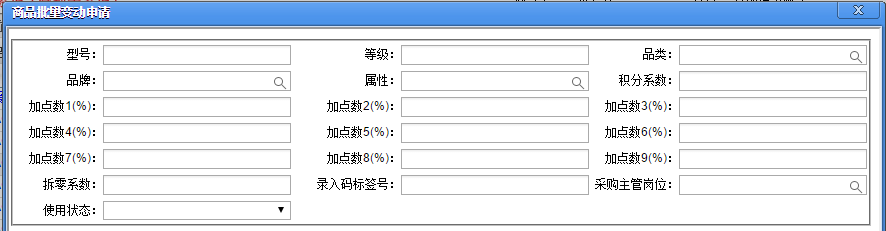 商品批里变动申请
型号： 等级： 品类：
品牌： 属性： 积分系数：
加点数1(%)： 加点数2(%)： 加点数3(%)：
加点数4(%)： 加点数5(%)： 加点数6(%)：
加点数7(%)： 加点数8(%)： 加点数9(%)：
拆零系数： 录入码标签号： 采购主管岗位：
使用状态：